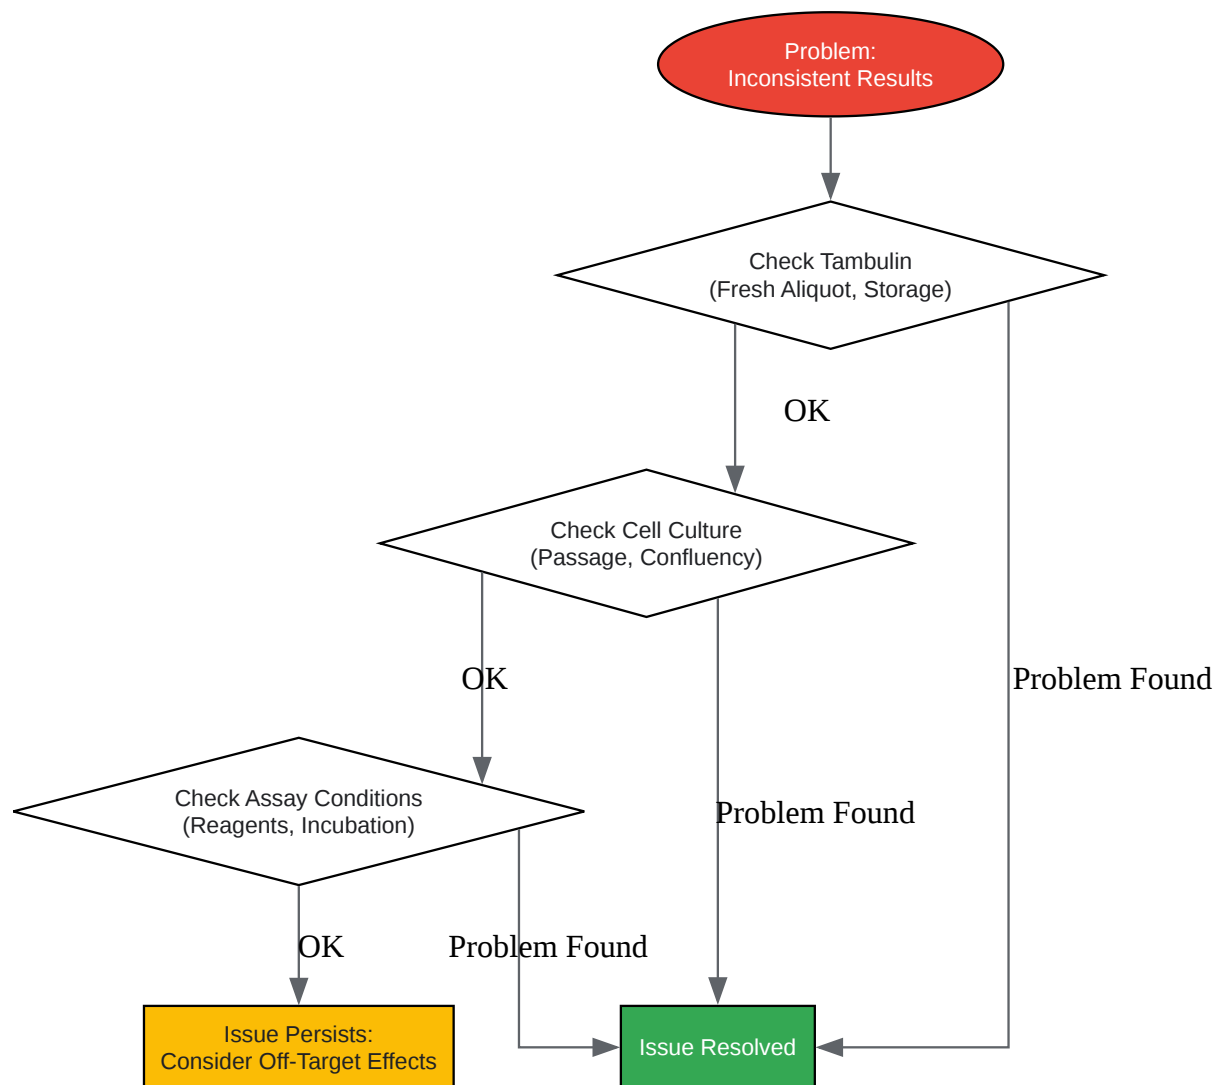 Problem:
Inconsistent Results
Check Tambulin
(Fresh Aliquot, Storage)
OK
Check Cell Culture
(Passage, Confluency)
OK
Problem Found
Check Assay Conditions
(Reagents, Incubation)
Problem Found
OK
Problem Found
Issue Persists:
Consider Off-Target Effects
Issue Resolved